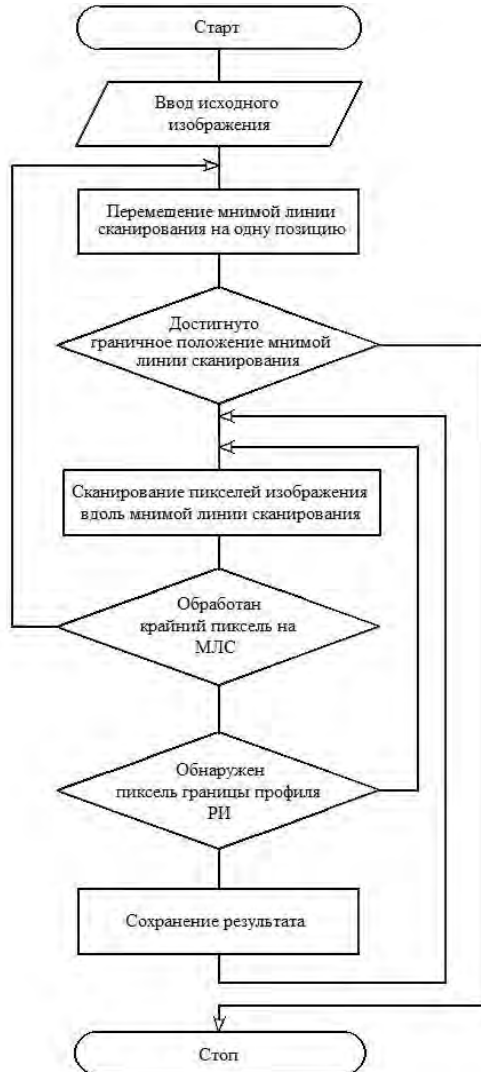 Старт
Ввод исходного
изображения
Перемешение мнимой линии
сканирования на одну позицию
Достигнуто
граничное положение мнимой
линии сканирования
Сканирование пикселей изображения
вдоль мнимой линии сканирования
Обработан
крайний пиксель на
МЛС
Обнаружен
пиксель границы профиля
РИ
Сохранение результата
Стоп